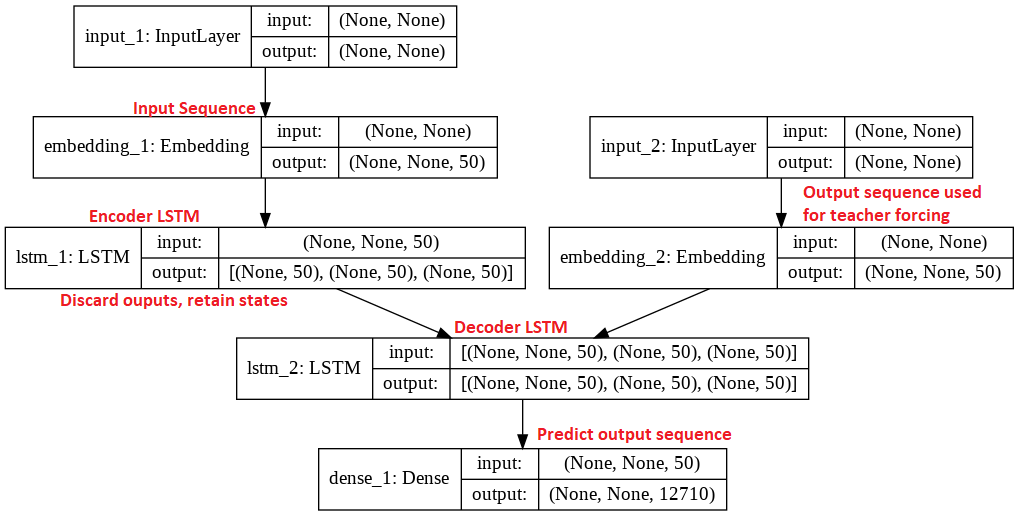 input_1: InputLayer
input:
(None, None)
output:
(None, None)
Input Sequence
embedding_1: Embedding
input:
(None, None)
output:
(None, None, 50)
input_2: InputLayer
input:
(None, None)
output:
(None, None)
Output sequence used
for teacher forcing
Encoder LSTM
lstm_1: LSTM
input:
(None, None, 50)
output:
[(None, 50), (None, 50), (None, 50)]
Discard ouputs, retain states
embedding_2: Embedding
input:
(None, None)
output:
(None, None, 50)
Decoder LSTM
lstm_2: LSTM
input:
[(None, None, 50), (None, 50), (None, 50)]
output:
[(None, None, 50), (None, 50), (None, 50)]
Predict output sequence
dense_1: Dense
input:
(None, None, 50)
output:
(None, None, 12710)